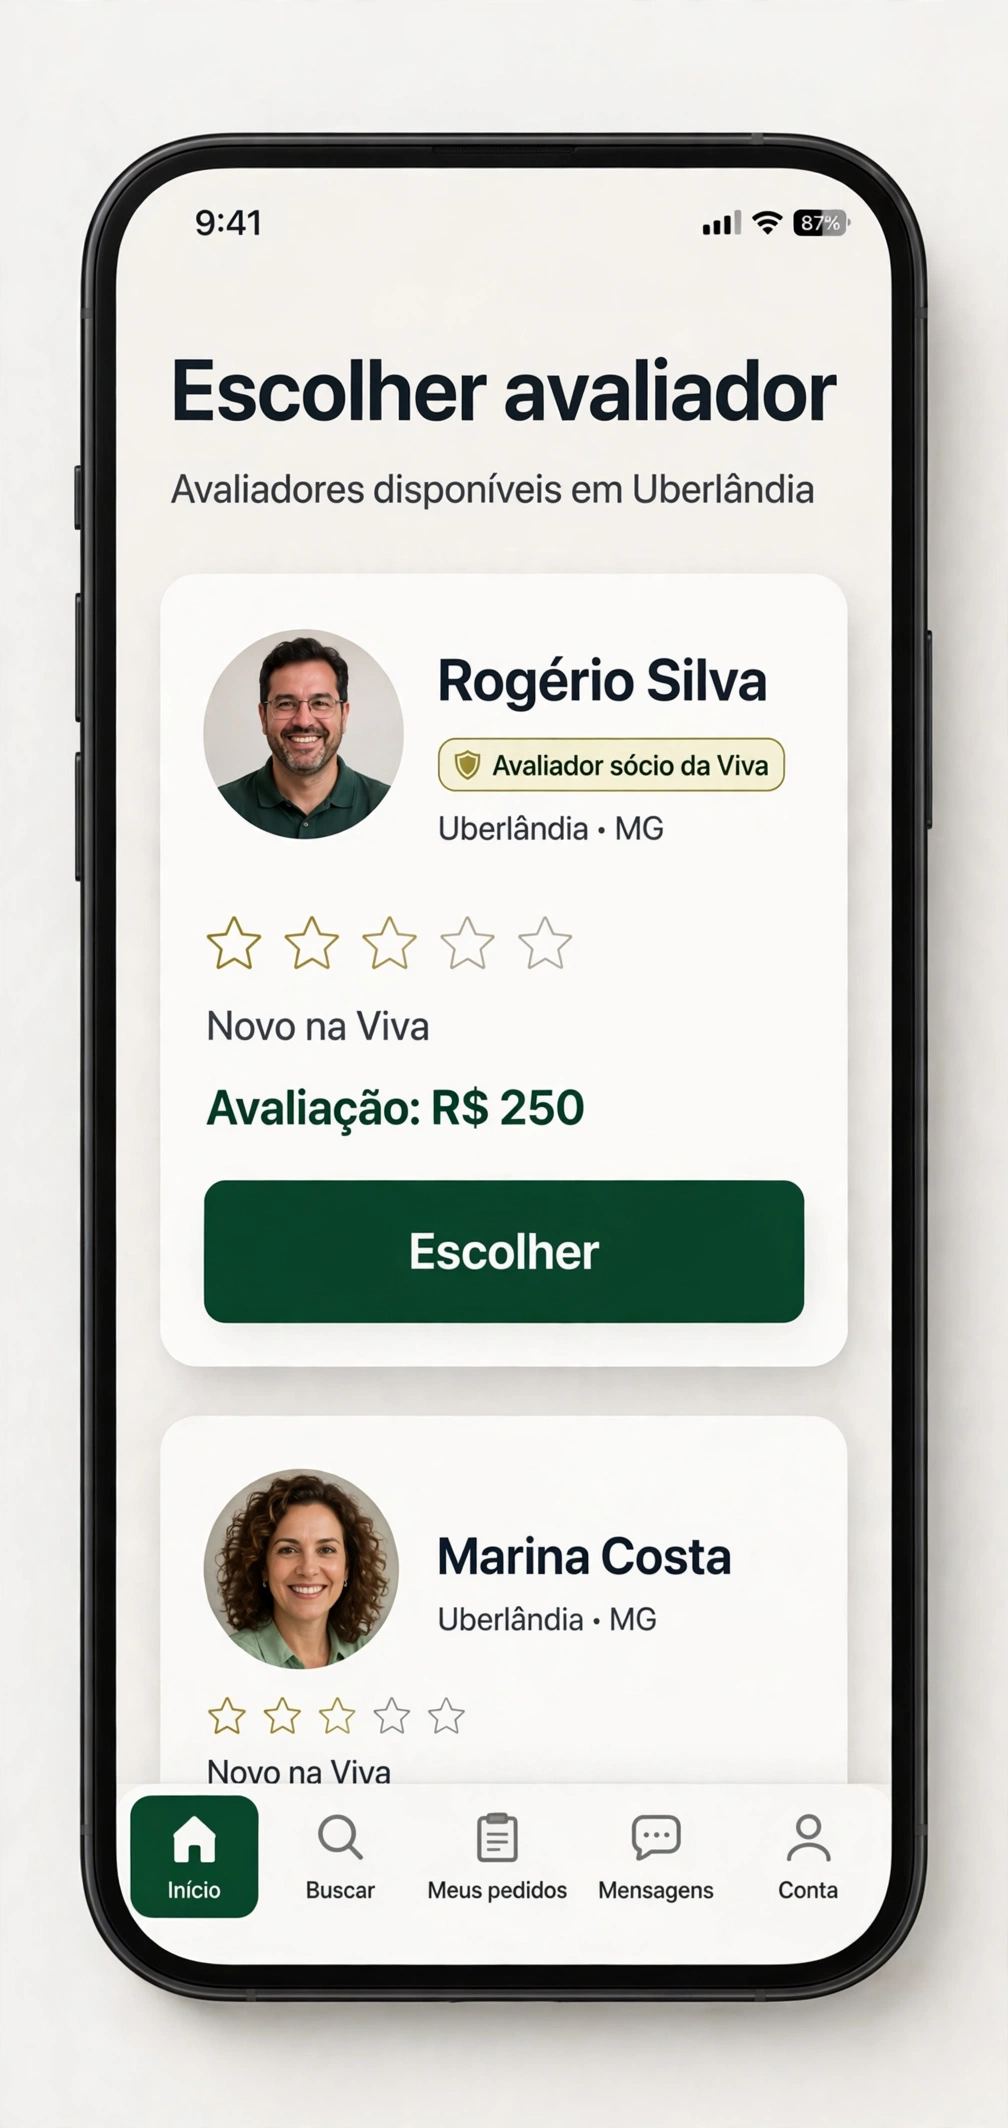 9:41
87%
Escolher avaliador
Avaliadores disponíveis em Uberlândia
Rogério Silva
Avaliador sócio da Viva
Uberlândia • MG
Novo na Viva
Avaliação: R$ 250
Escolher
Marina Costa
Uberlândia • MG
Novo na Viva
Início
Buscar
Meus pedidos
Mensagens
Conta